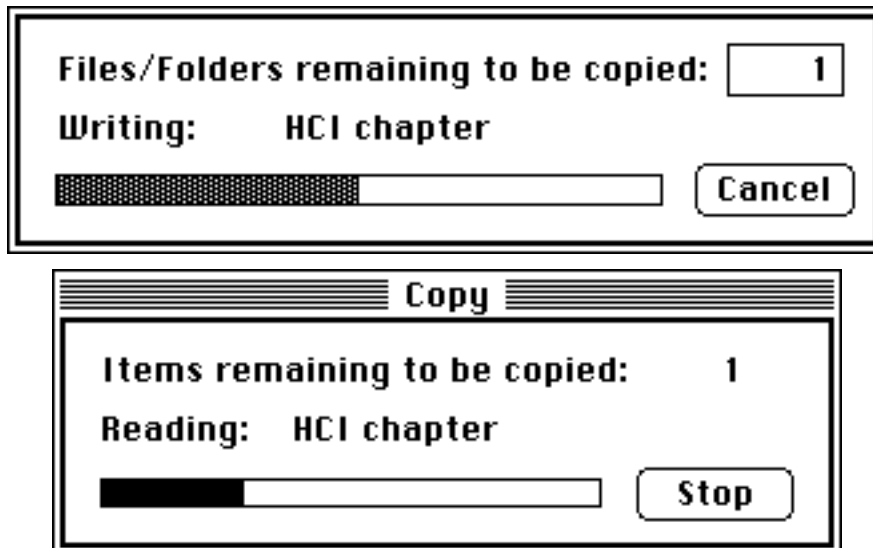 Files/Folders remaining to be copied: 1
Writing: HCI chapter
Cancel
Copy
Items remaining to be copied: 1
Reading: HCI chapter
Stop